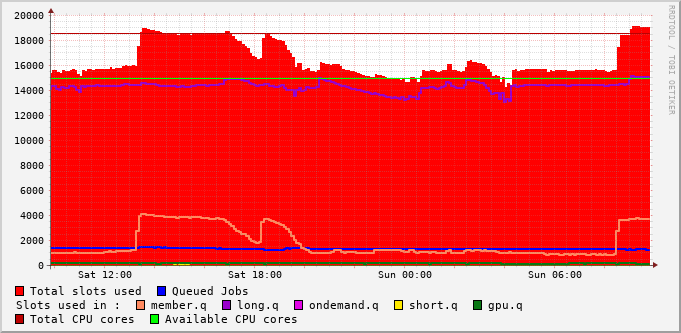 20000
18000
16000
14000
12000
10000
8000
6000
4000
2000
0
Sat 12:00 Sat 18:00 Sun 00:00 Sun 06:00
Total slots used Queued Jobs
Slots used in : member.q long.q ondemand.q short.q gpu.q
Total CPU cores Available CPU cores
RRDTOOL / TOBI OETIKER